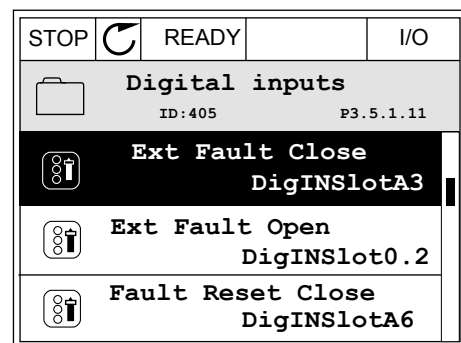 STOP READY I/O
Digital inputs
ID:405 P3.5.1.11
Ext Fault Close
DigINSlotA3
Ext Fault Open
DigINSlot0.2
Fault Reset Close
DigINSlotA6